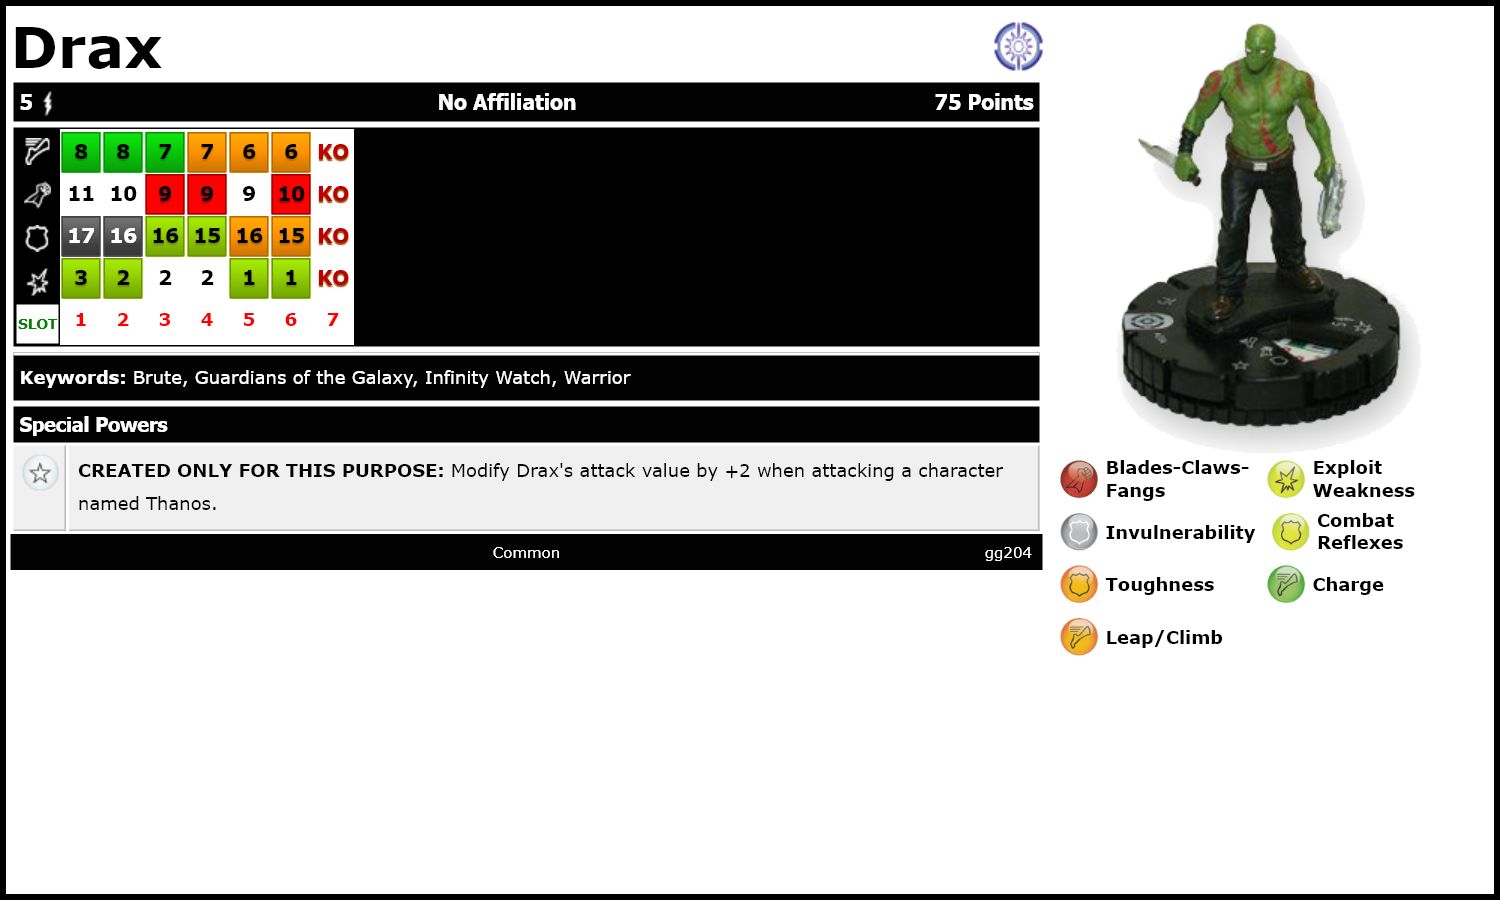 Drax
5 No Affiliation 75 Points
8 8 7 7 6 6 KO
11 10 9 9 9 10 KO
17 16 16 15 16 15 KO
3 2 2 2 1 1 KO
SLOT 1 2 3 4 5 6 7
Keywords: Brute, Guardians of the Galaxy, Infinity Watch, Warrior
Special Powers
CREATED ONLY FOR THIS PURPOSE: Modify Drax's attack value by +2 when attacking a character
named Thanos.
Common gg204
Blades-Claws-
Fangs
Exploit
Weakness
Invulnerability
Combat
Reflexes
Toughness
Charge
Leap/Climb